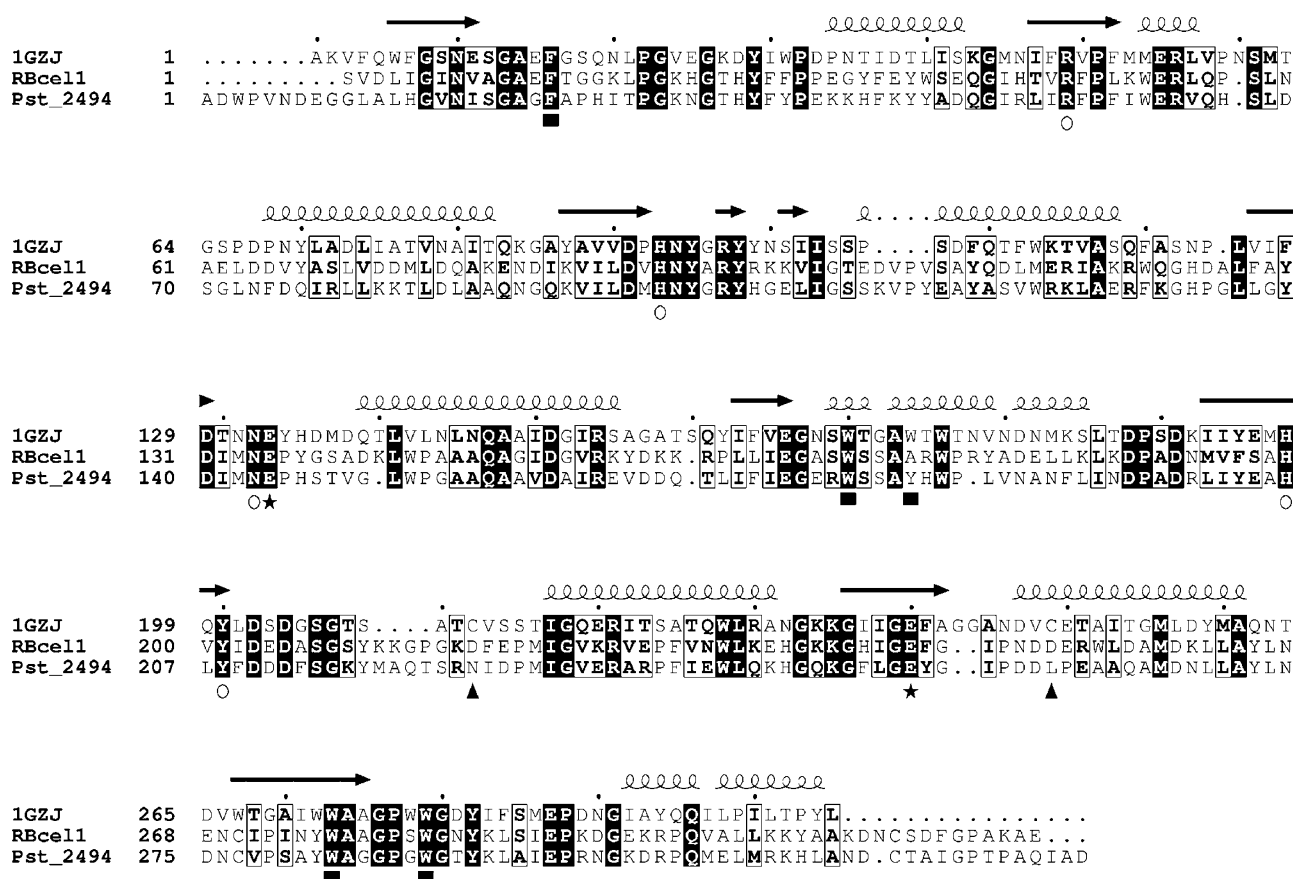 1GZJ 1 .......AKVFQWFGSNESGAEFGSQNLPGVEGKDYIWPDPNTIDTLISKGMNIFRVPFMMERLVPNSMT
RBcel1 1 .........SVDLIGINVAGAEFTGGKLPGKHGTHYFFPPEGYFEYWSEQGIHTVRFPLKWERLQP.SLN
Pst_2494 1 ADWPVNDEGGLALHGVNISGAGFAPHITPGKNGTHYFYPEKKHFKYYADQGIRLIRFPFIWERVQH.SLD
1GZJ 64 GSPDPNYLADLIATVNAITQKGAYAVVDPHNYGRYYNSIISSP....SDFQTFWKTVASQFASNP.LVIF
RBcel1 61 AELDDVYASLVDDMLDQAKENDIKVILDVHNYARYRKKVIGTEDVPVSAYQDLMERIAKRWQGHDALFAY
Pst_2494 70 SGLNFDQIRLLKKTLDLAAQNGQKVILDMHNYGRYHGELIGSSKVPYEAYASVWRKLAERFKGHPGLLGY
1GZJ 129 DTNNEYHDMDQTLVLNLNQAAIDGIRSAGATSQYIFVEGNSWTGAWTWTNVNDNMKSLTDPSDKIIYEMH
RBcel1 131 DIMNEPYGSADKLWPAAAQAGIDGVRKYDKK.RPLLIEGASWSSAARWPRYADELLKLKDPADNMVFSAH
Pst_2494 140 DIMNEPHSTVG.LWPGAAQAAVDAIREVDDQ.TLIFIEGERWSSAYHWP.LVNANFLINDPADRLIYEAH
1GZJ 199 QYLDSDGSGTS....ATCVSSTIGQERITSATQWLRANGKKGIIGEFAGGANDVCETAITGMLDYMAQNT
RBcel1 200 VYIDEDASGSYKKGPGKDFEPMIGVKRVEPFVNWLKEHGKKGHIGEFG..IPNDDERWLDAMDKLLAYLN
Pst_2494 207 LYFDDDFSGKYMAQTSRNIDPMIGVERARPFIEWLQKHGQKGFLGEYG..IPDDLPEAAQAMDNLLAYLN
1GZJ 265 DVWTGAIWWAAGPWWGDYIFSMEPDNGIAYQQILPILTPYL................
RBcel1 268 ENCIPINYWAAGPSWGNYKLSIEPKDGEKRPQVALLKKYAAKDNCSDFGPAKAE...
Pst_2494 275 DNCVPSAYWAGGPGWGTYKLAIEPRNGKDRPQMELMRKHLAND.CTAIGPTPAQIAD